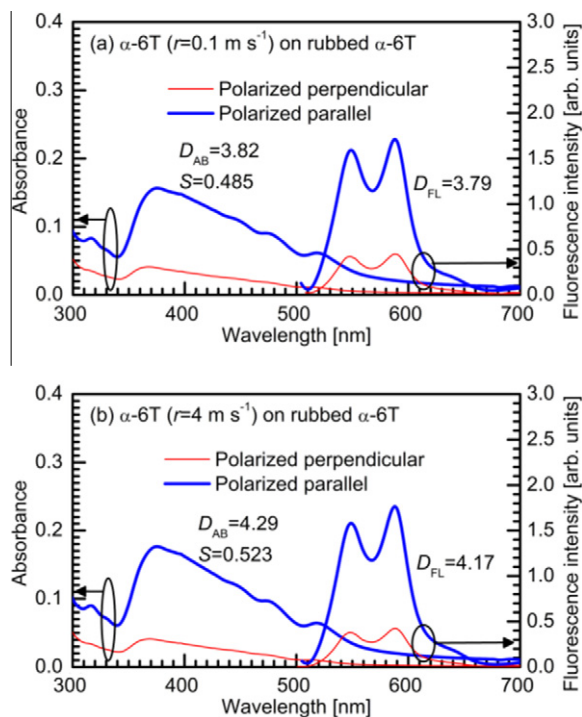 (a) α-6T (r=0.1 m s⁻¹) on rubbed α-6T
Polarized perpendicular
Polarized parallel
D_AB=3.82
S=0.485
D_FL=3.79
Absorbance
0.4
0.3
0.2
0.1
0.0
300 400 500 600 700
Wavelength [nm]
3.0
2.5
2.0
1.5
1.0
0.5
0.0
Fluorescence intensity [arb. units]
(b) α-6T (r=4 m s⁻¹) on rubbed α-6T
Polarized perpendicular
Polarized parallel
D_AB=4.29
S=0.523
D_FL=4.17
Absorbance
0.4
0.3
0.2
0.1
0.0
300 400 500 600 700
Wavelength [nm]
3.0
2.5
2.0
1.5
1.0
0.5
0.0
Fluorescence intensity [arb. units]